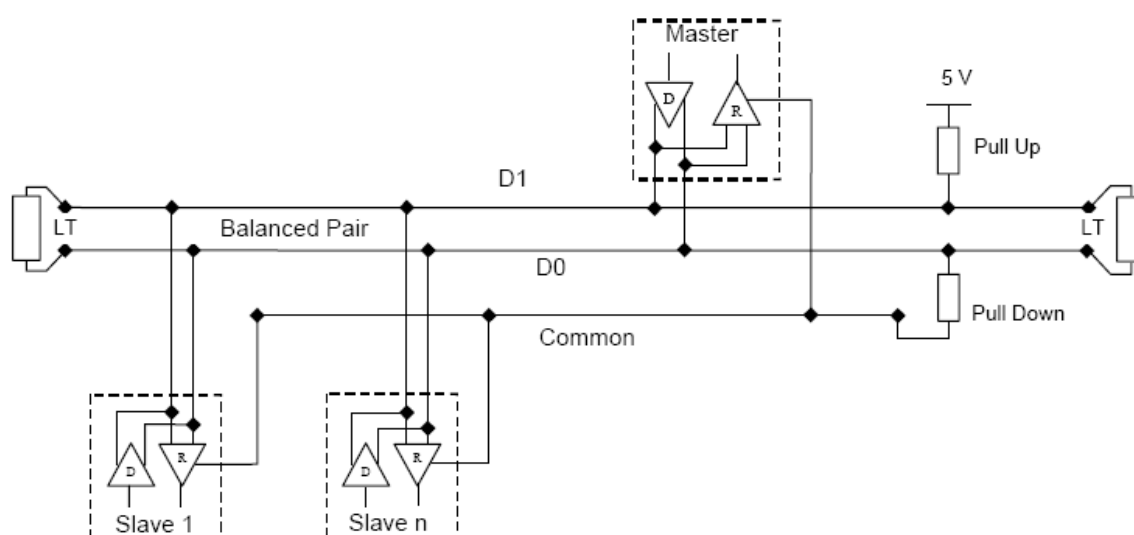 Master
D
R
5 V
Pull Up
D1
LT
Balanced Pair
LT
D0
Pull Down
Common
D
R
D
R
Slave 1
Slave n